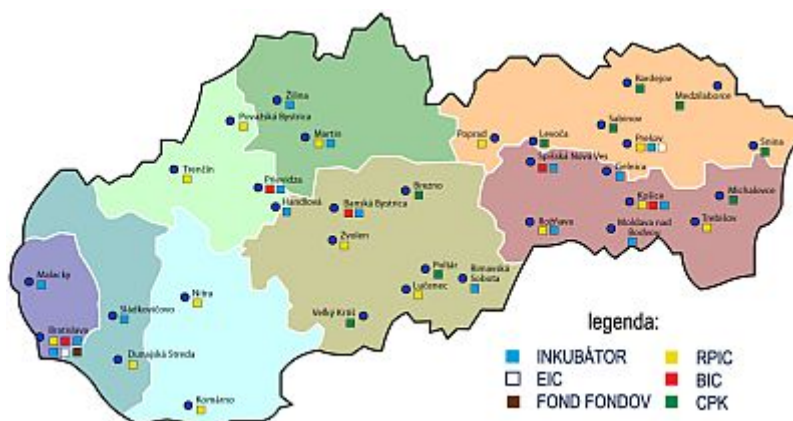 Bardejov
Medzilaborce
Žilina
Považská Bystrica
Sabinov
Martin
Poprad
Levoča
Prešov
Snina
Trenčín
Spišská Nová Ves
Gelnica
Prievidza
Brezno
Michalovce
Handlová
Banská Bystrica
Košice
Rožňava
Moldava nad
Bodvou
Trebišov
Zvolen
Malacky
Poltár
Rimavská
Sobota
Nitra
Lučenec
Sládkovičovo
Veľký Krtíš
Bratislava
Dunajská Streda
Komárno
legenda:
INKUBÁTOR
RPIC
EIC
BIC
FOND FONDOV
CPK